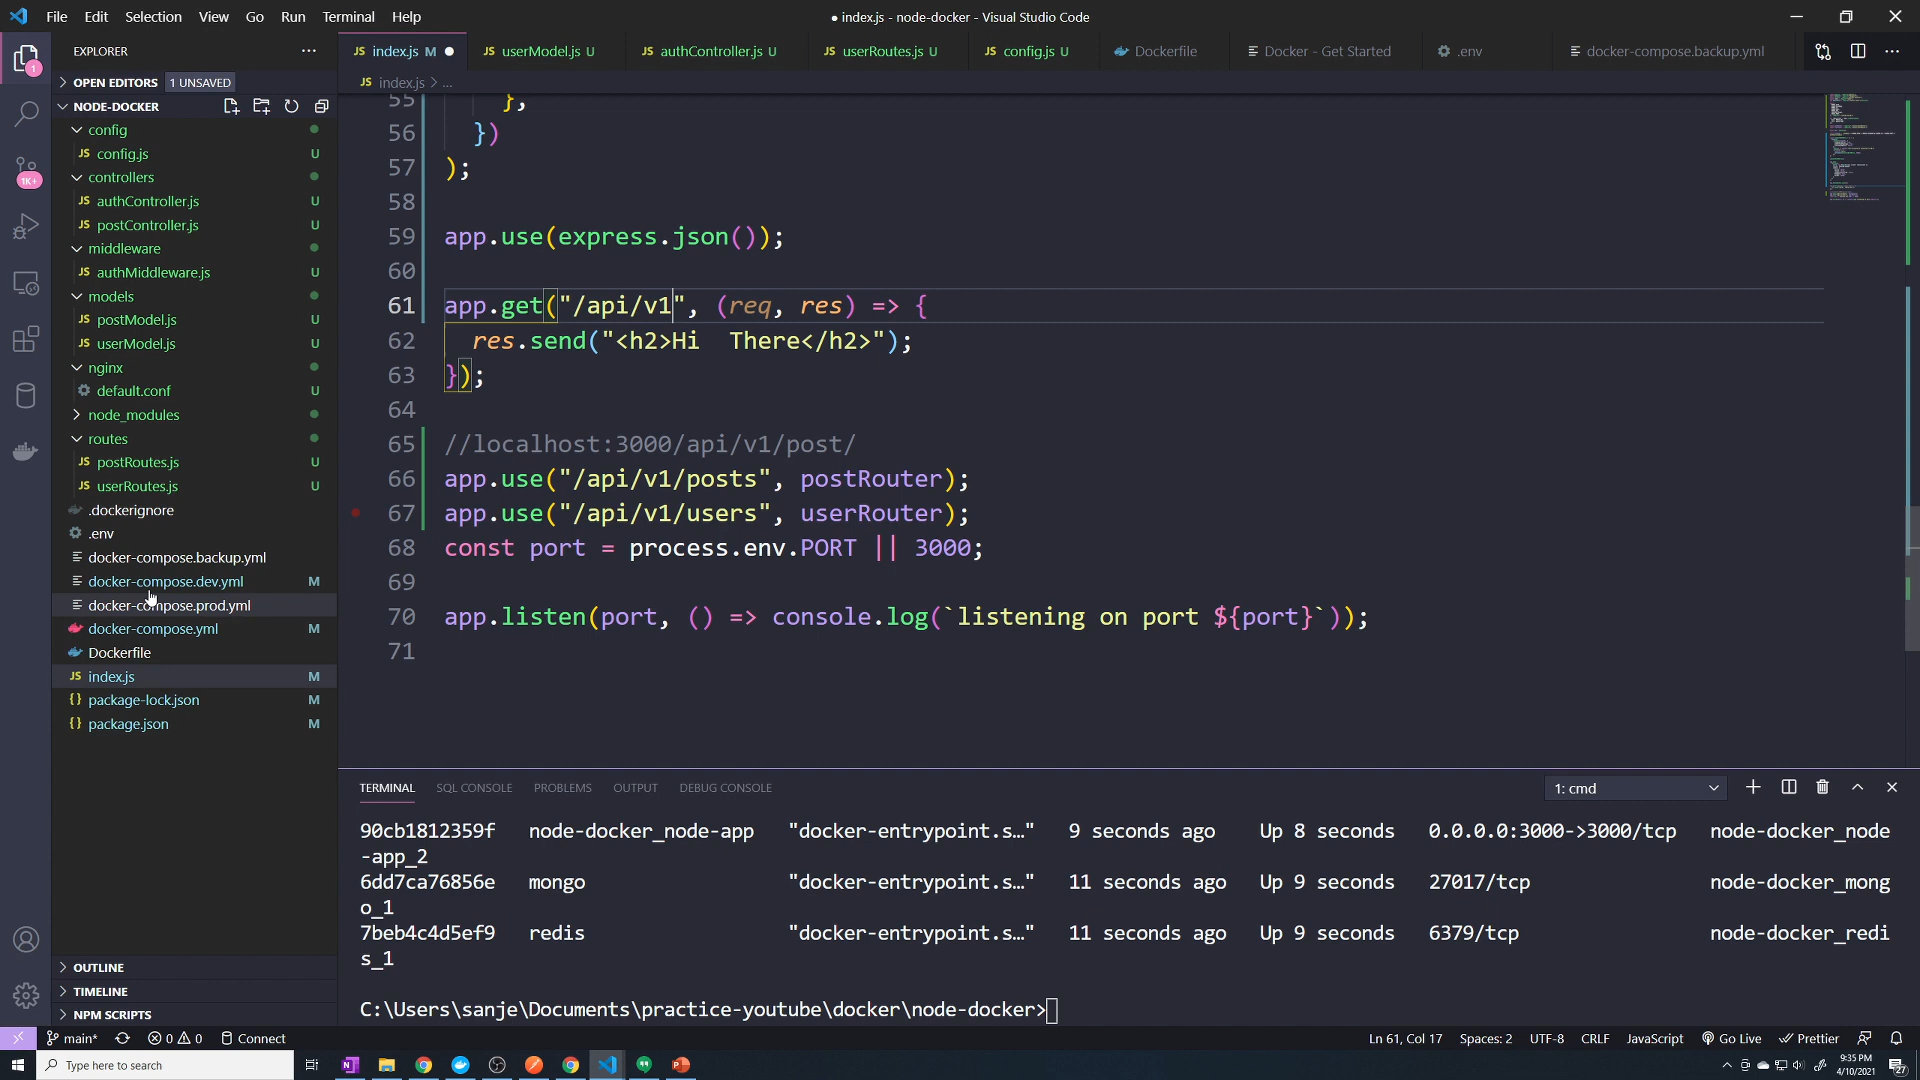 File Edit Selection View Go Run Terminal Help
● index.js - node-docker - Visual Studio Code
EXPLORER
OPEN EDITORS 1 UNSAVED
NODE-DOCKER
config
JS config.js U
controllers
JS authController.js U
JS postController.js U
middleware
JS authMiddleware.js U
models
JS postModel.js U
JS userModel.js U
nginx
default.conf U
node_modules
routes
JS postRoutes.js U
JS userRoutes.js U
.dockerignore
.env
docker-compose.backup.yml
docker-compose.dev.yml M
docker-compose.prod.yml
docker-compose.yml M
Dockerfile
JS index.js M
{} package-lock.json M
{} package.json M
OUTLINE
TIMELINE
NPM SCRIPTS
1
1K+
JS index.js M ● JS userModel.js U JS authController.js U JS userRoutes.js U JS config.js U Dockerfile Docker - Get Started .env docker-compose.backup.yml
JS index.js > ...
55 },
56 })
57 );
58
59 app.use(express.json());
60
61 app.get("/api/v1", (req, res) => {
62 res.send("<h2>Hi  There</h2>");
63 });
64
65 //localhost:3000/api/v1/post/
66 app.use("/api/v1/posts", postRouter);
67 app.use("/api/v1/users", userRouter);
68 const port = process.env.PORT || 3000;
69
70 app.listen(port, () => console.log(`listening on port ${port}`));
71
TERMINAL SQL CONSOLE PROBLEMS OUTPUT DEBUG CONSOLE 1: cmd
90cb1812359f node-docker_node-app "docker-entrypoint.s…" 9 seconds ago Up 8 seconds 0.0.0.0:3000->3000/tcp node-docker_node
-app_2
6dd7ca76856e mongo "docker-entrypoint.s…" 11 seconds ago Up 9 seconds 27017/tcp node-docker_mong
o_1
7beb4c4d5ef9 redis "docker-entrypoint.s…" 11 seconds ago Up 9 seconds 6379/tcp node-docker_redi
s_1
C:\Users\sanje\Documents\practice-youtube\docker\node-docker>
main* 0 0 Connect Ln 61, Col 17 Spaces: 2 UTF-8 CRLF JavaScript Go Live Prettier
Type here to search
9:35 PM
4/10/2021
27